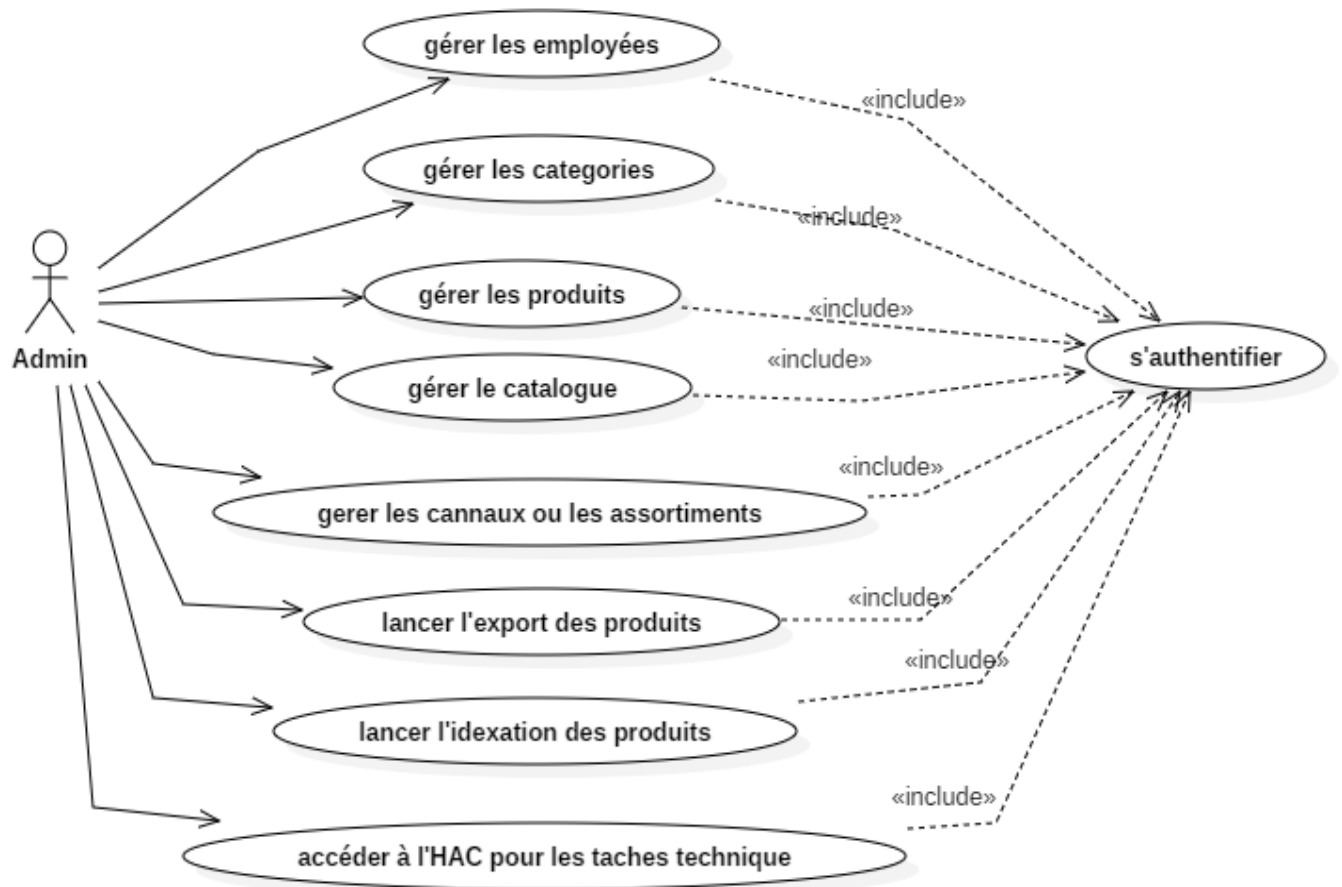 gérer les employées
«include»
gérer les categories
«include»
gérer les produits
«include»
Admin
s'authentifier
«include»
gérer le catalogue
«include»
gerer les cannaux ou les assortiments
«include»
lancer l'export des produits
«include»
lancer l'idexation des produits
«include»
accéder à l'HAC pour les taches technique